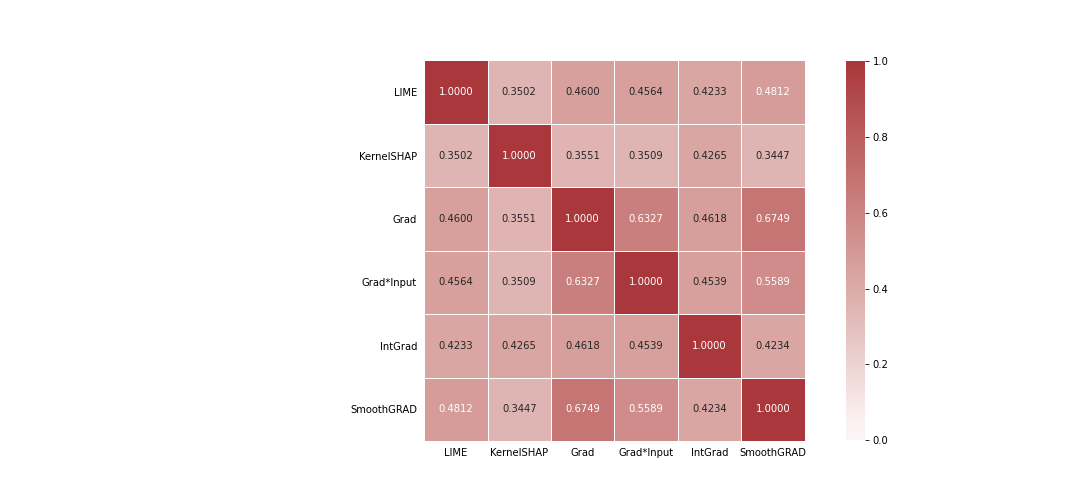 LIME 1.0000 0.3502 0.4600 0.4564 0.4233 0.4812
KernelSHAP 0.3502 1.0000 0.3551 0.3509 0.4265 0.3447
Grad 0.4600 0.3551 1.0000 0.6327 0.4618 0.6749
Grad*Input 0.4564 0.3509 0.6327 1.0000 0.4539 0.5589
IntGrad 0.4233 0.4265 0.4618 0.4539 1.0000 0.4234
SmoothGRAD 0.4812 0.3447 0.6749 0.5589 0.4234 1.0000
LIME KernelSHAP Grad Grad*Input IntGrad SmoothGRAD
1.0
0.8
0.6
0.4
0.2
0.0